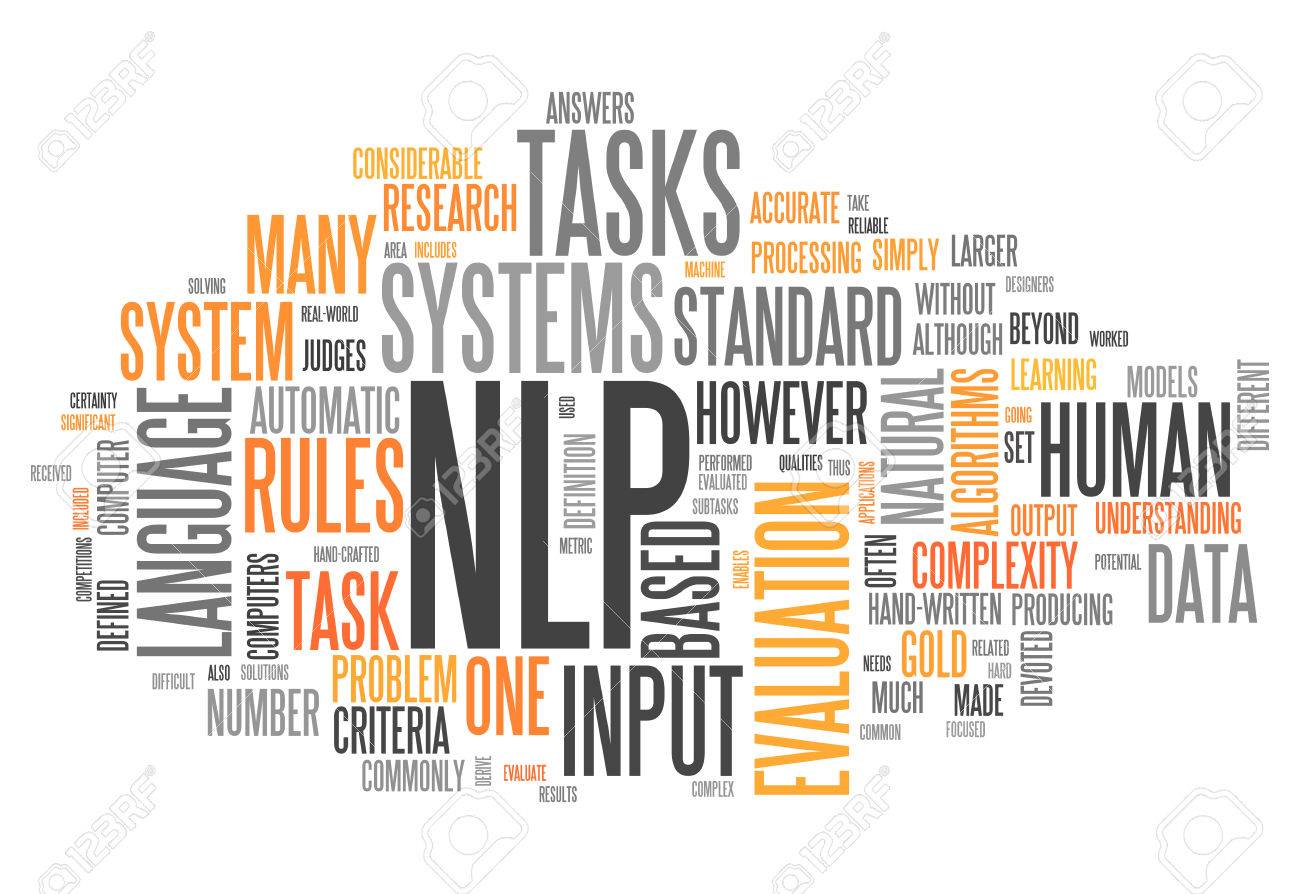 ANSWERS
TASKS
CONSIDERABLE
RESEARCH
ACCURATE
TAKE
RELIABLE
MANY
AREA
INCLUDES
PROCESSING
SIMPLY
LARGER
SYSTEMS
MACHINE
SOLVING
DESIGNERS
STANDARD
WITHOUT
SYSTEM
REAL-WORLD
JUDGES
ALTHOUGH
BEYOND
WORKED
CERTAINTY
SIGNIFICANT
LANGUAGE
AUTOMATIC
NLP
USED
DEFINITION
METRIC
HOWEVER
NATURAL
ALGORITHMS
LEARNING
GOING
SET
MODELS
HUMAN
DIFFERENT
RECEIVED
INCLUDED
COMPUTER
RULES
PERFORMED
EVALUATED
SUBTASKS
QUALITIES
THUS
APPLICATIONS
OUTPUT
UNDERSTANDING
COMPETITIONS
DEFINED
COMPUTERS
HAND-CRAFTED
TASK
BASED
ENABLES
EVALUATION
OFTEN
COMPLEXITY
POTENTIAL
DATA
HAND-WRITTEN
PRODUCING
DIFFICULT
ALSO
SOLUTIONS
PROBLEM
ONE
INPUT
NEEDS
GOLD
RELATED
HARD
DEVOTED
NUMBER
CRITERIA
MUCH
MADE
COMMON
FOCUSED
COMMONLY
DERIVE
EVALUATE
RESULTS
COMPLEX
123RF
123RF
123RF
123RF
123RF
123RF
123RF
123RF
123RF
123RF
123RF
123RF